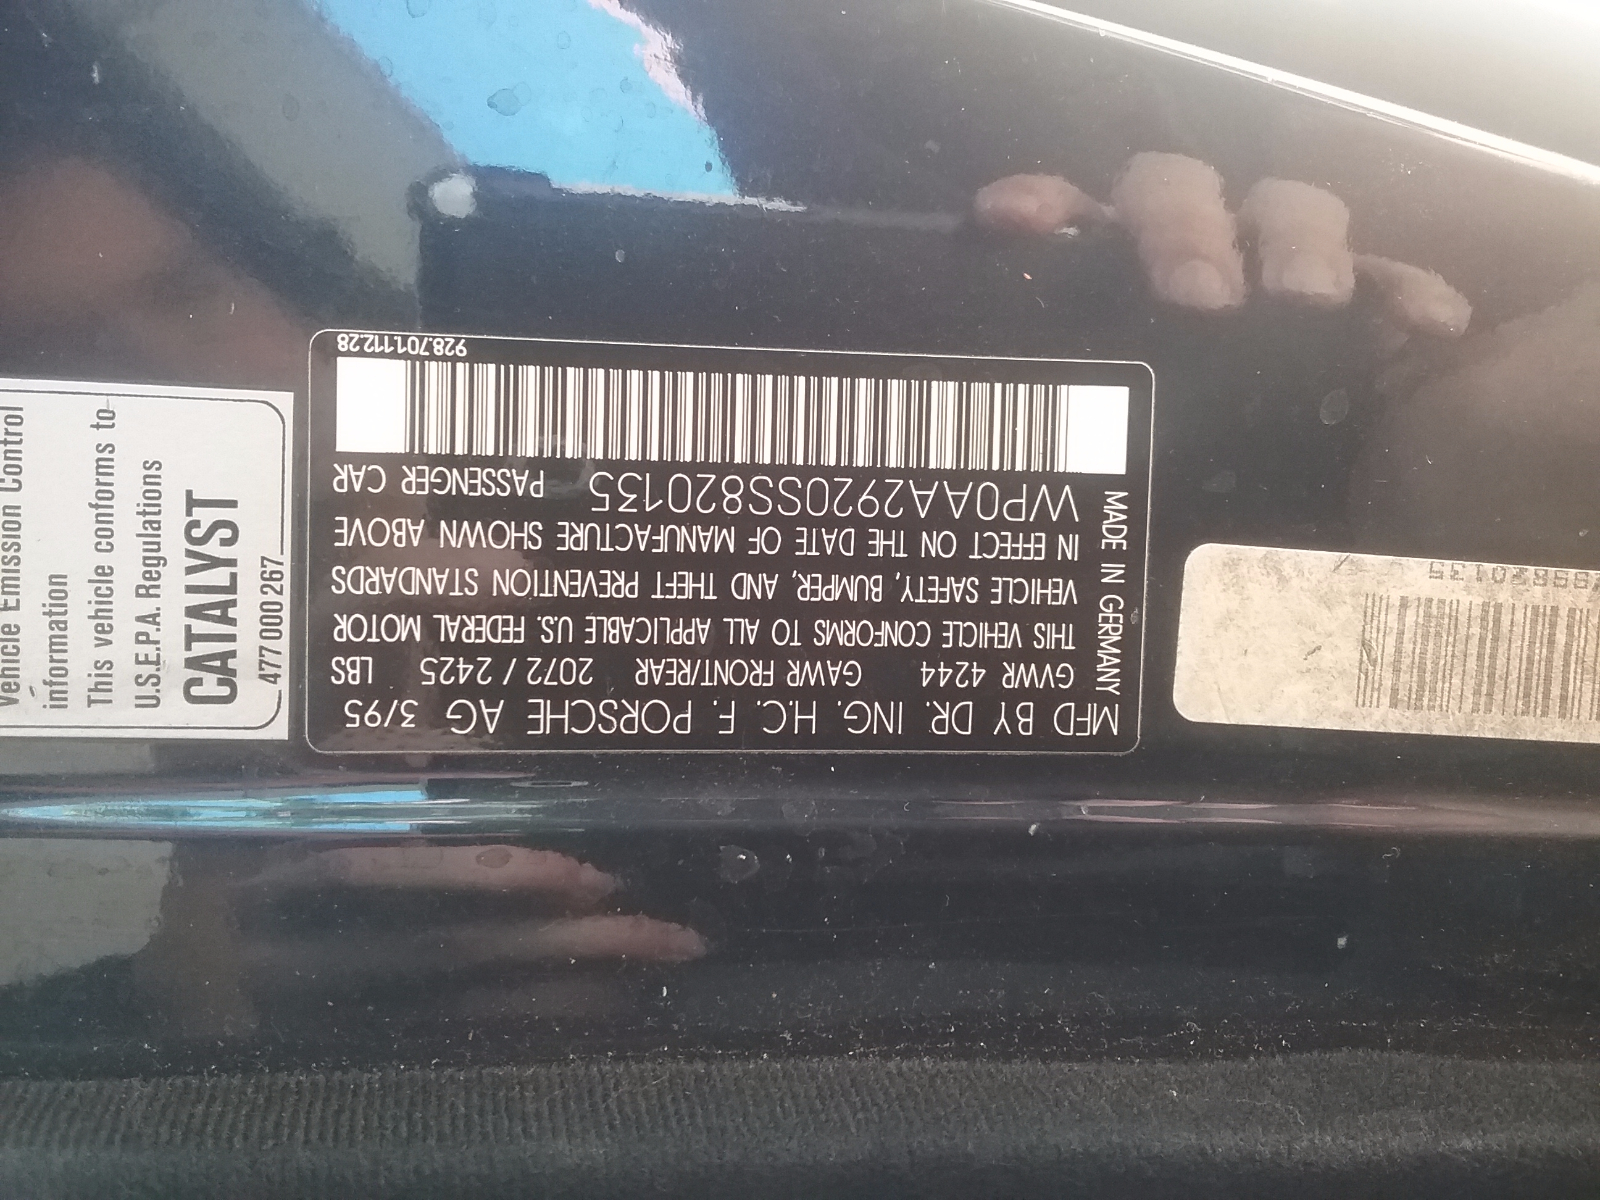 MFD BY DR. ING. H.C. F. PORSCHE AG 3/95
GVWR 4244 GAWR FRONT/REAR 2072 / 2425 LBS
THIS VEHICLE CONFORMS TO ALL APPLICABLE U.S. FEDERAL MOTOR
VEHICLE SAFETY, BUMPER, AND THEFT PREVENTION STANDARDS
IN EFFECT ON THE DATE OF MANUFACTURE SHOWN ABOVE
WP0AA2920SS820135 PASSENGER CAR
928.701.112.28
MADE IN GERMANY
Vehicle Emission Control
information
This vehicle conforms to
U.S.E.P.A. Regulations
CATALYST
477 000 267